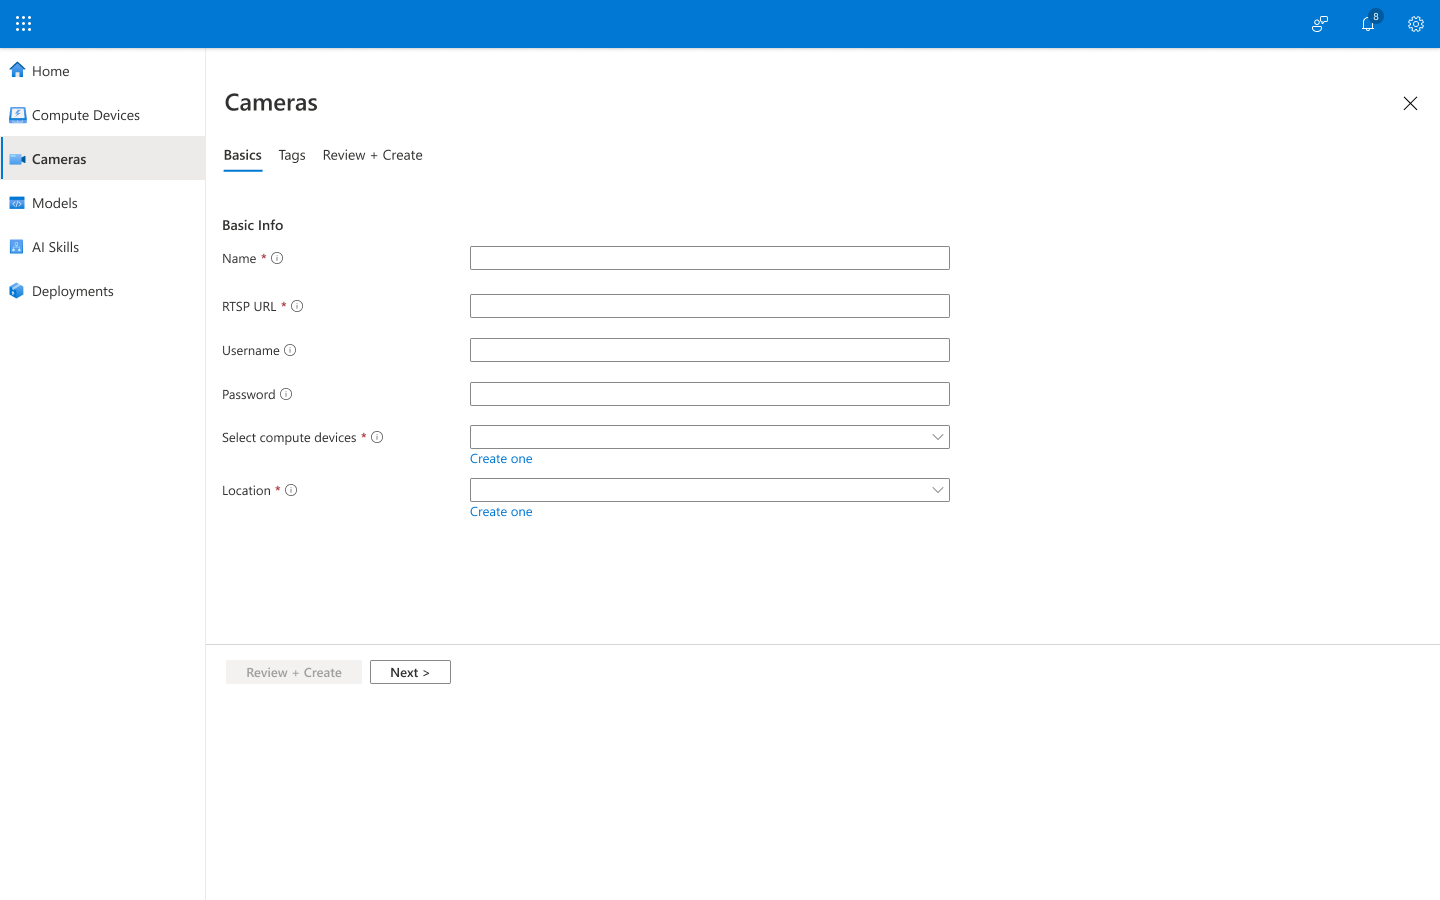 8
Home
Compute Devices
Cameras
Models
AI Skills
Deployments
Cameras
Basics Tags Review + Create
Basic Info
Name *
RTSP URL *
Username
Password
Select compute devices *
Create one
Location *
Create one
Review + Create Next >